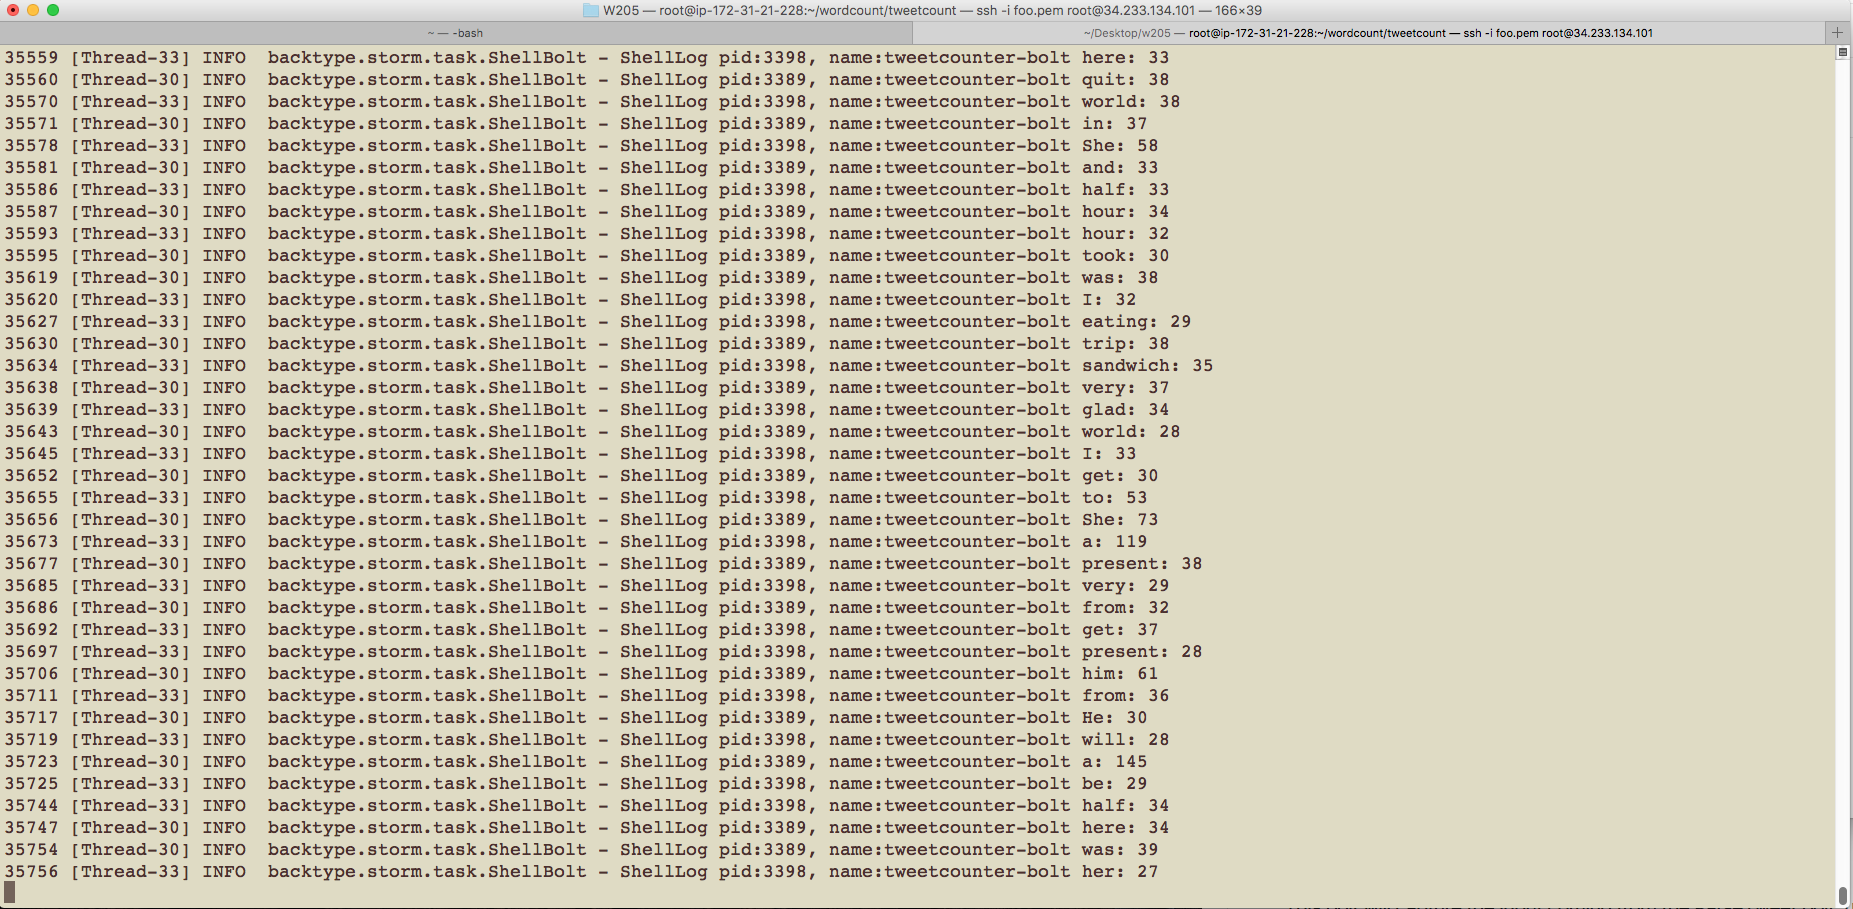 W205 — root@ip-172-31-21-228:~/wordcount/tweetcount — ssh -i foo.pem root@34.233.134.101 — 166×39
~ — -bash
~/Desktop/w205 — root@ip-172-31-21-228:~/wordcount/tweetcount — ssh -i foo.pem root@34.233.134.101
35559 [Thread-33] INFO  backtype.storm.task.ShellBolt - ShellLog pid:3398, name:tweetcounter-bolt here: 33
35560 [Thread-30] INFO  backtype.storm.task.ShellBolt - ShellLog pid:3389, name:tweetcounter-bolt quit: 38
35570 [Thread-33] INFO  backtype.storm.task.ShellBolt - ShellLog pid:3398, name:tweetcounter-bolt world: 38
35571 [Thread-30] INFO  backtype.storm.task.ShellBolt - ShellLog pid:3389, name:tweetcounter-bolt in: 37
35578 [Thread-33] INFO  backtype.storm.task.ShellBolt - ShellLog pid:3398, name:tweetcounter-bolt She: 58
35581 [Thread-30] INFO  backtype.storm.task.ShellBolt - ShellLog pid:3389, name:tweetcounter-bolt and: 33
35586 [Thread-33] INFO  backtype.storm.task.ShellBolt - ShellLog pid:3398, name:tweetcounter-bolt half: 33
35587 [Thread-30] INFO  backtype.storm.task.ShellBolt - ShellLog pid:3389, name:tweetcounter-bolt hour: 34
35593 [Thread-33] INFO  backtype.storm.task.ShellBolt - ShellLog pid:3398, name:tweetcounter-bolt hour: 32
35595 [Thread-30] INFO  backtype.storm.task.ShellBolt - ShellLog pid:3389, name:tweetcounter-bolt took: 30
35619 [Thread-30] INFO  backtype.storm.task.ShellBolt - ShellLog pid:3389, name:tweetcounter-bolt was: 38
35620 [Thread-33] INFO  backtype.storm.task.ShellBolt - ShellLog pid:3398, name:tweetcounter-bolt I: 32
35627 [Thread-33] INFO  backtype.storm.task.ShellBolt - ShellLog pid:3398, name:tweetcounter-bolt eating: 29
35630 [Thread-30] INFO  backtype.storm.task.ShellBolt - ShellLog pid:3389, name:tweetcounter-bolt trip: 38
35634 [Thread-33] INFO  backtype.storm.task.ShellBolt - ShellLog pid:3398, name:tweetcounter-bolt sandwich: 35
35638 [Thread-30] INFO  backtype.storm.task.ShellBolt - ShellLog pid:3389, name:tweetcounter-bolt very: 37
35639 [Thread-33] INFO  backtype.storm.task.ShellBolt - ShellLog pid:3398, name:tweetcounter-bolt glad: 34
35643 [Thread-30] INFO  backtype.storm.task.ShellBolt - ShellLog pid:3389, name:tweetcounter-bolt world: 28
35645 [Thread-33] INFO  backtype.storm.task.ShellBolt - ShellLog pid:3398, name:tweetcounter-bolt I: 33
35652 [Thread-30] INFO  backtype.storm.task.ShellBolt - ShellLog pid:3389, name:tweetcounter-bolt get: 30
35655 [Thread-33] INFO  backtype.storm.task.ShellBolt - ShellLog pid:3398, name:tweetcounter-bolt to: 53
35656 [Thread-30] INFO  backtype.storm.task.ShellBolt - ShellLog pid:3389, name:tweetcounter-bolt She: 73
35673 [Thread-33] INFO  backtype.storm.task.ShellBolt - ShellLog pid:3398, name:tweetcounter-bolt a: 119
35677 [Thread-30] INFO  backtype.storm.task.ShellBolt - ShellLog pid:3389, name:tweetcounter-bolt present: 38
35685 [Thread-33] INFO  backtype.storm.task.ShellBolt - ShellLog pid:3398, name:tweetcounter-bolt very: 29
35686 [Thread-30] INFO  backtype.storm.task.ShellBolt - ShellLog pid:3389, name:tweetcounter-bolt from: 32
35692 [Thread-33] INFO  backtype.storm.task.ShellBolt - ShellLog pid:3398, name:tweetcounter-bolt get: 37
35697 [Thread-33] INFO  backtype.storm.task.ShellBolt - ShellLog pid:3398, name:tweetcounter-bolt present: 28
35706 [Thread-30] INFO  backtype.storm.task.ShellBolt - ShellLog pid:3389, name:tweetcounter-bolt him: 61
35711 [Thread-33] INFO  backtype.storm.task.ShellBolt - ShellLog pid:3398, name:tweetcounter-bolt from: 36
35717 [Thread-30] INFO  backtype.storm.task.ShellBolt - ShellLog pid:3389, name:tweetcounter-bolt He: 30
35719 [Thread-33] INFO  backtype.storm.task.ShellBolt - ShellLog pid:3398, name:tweetcounter-bolt will: 28
35723 [Thread-30] INFO  backtype.storm.task.ShellBolt - ShellLog pid:3389, name:tweetcounter-bolt a: 145
35725 [Thread-33] INFO  backtype.storm.task.ShellBolt - ShellLog pid:3398, name:tweetcounter-bolt be: 29
35744 [Thread-33] INFO  backtype.storm.task.ShellBolt - ShellLog pid:3398, name:tweetcounter-bolt half: 34
35747 [Thread-30] INFO  backtype.storm.task.ShellBolt - ShellLog pid:3389, name:tweetcounter-bolt here: 34
35754 [Thread-30] INFO  backtype.storm.task.ShellBolt - ShellLog pid:3389, name:tweetcounter-bolt was: 39
35756 [Thread-33] INFO  backtype.storm.task.ShellBolt - ShellLog pid:3398, name:tweetcounter-bolt her: 27